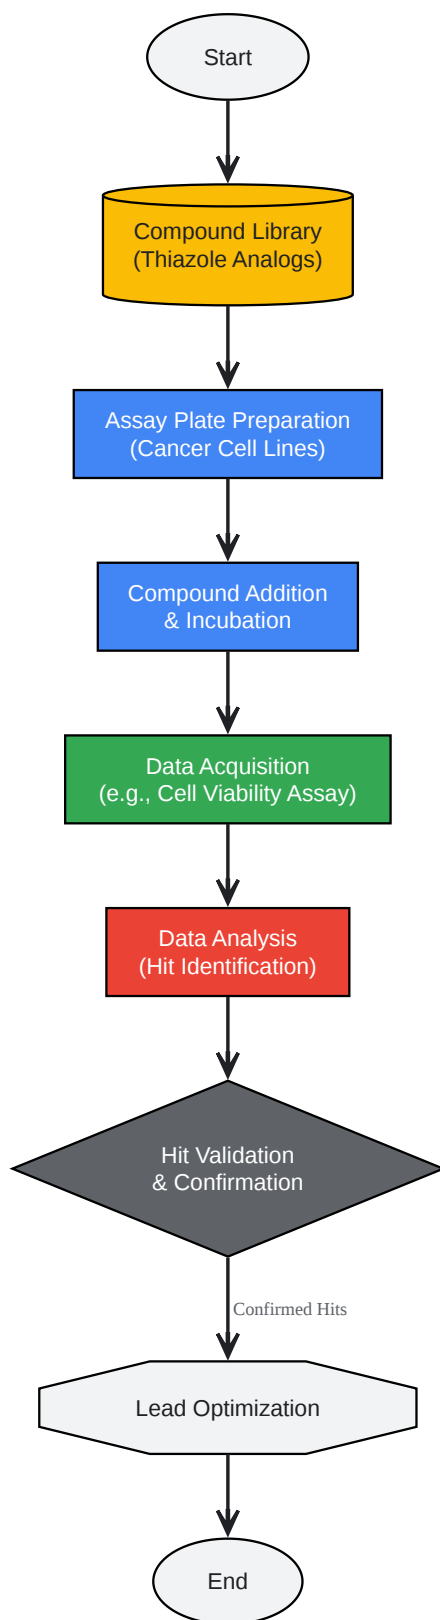 Start
Compound Library
(Thiazole Analogs)
Assay Plate Preparation
(Cancer Cell Lines)
Compound Addition
& Incubation
Data Acquisition
(e.g., Cell Viability Assay)
Data Analysis
(Hit Identification)
Hit Validation
& Confirmation
Confirmed Hits
Lead Optimization
End